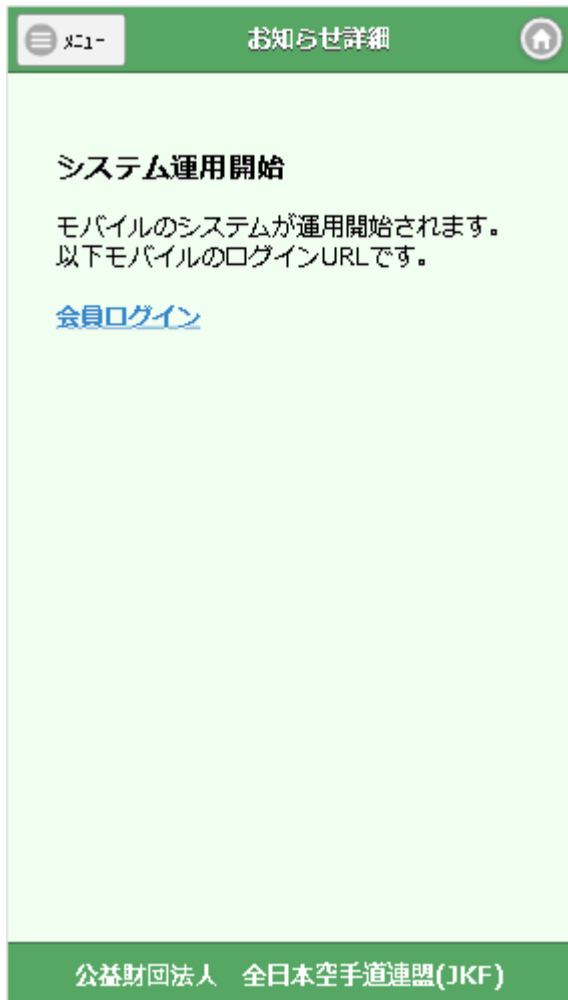 メニュー
お知らせ詳細
システム運用開始
モバイルのシステムが運用開始されます。
以下モバイルのログインURLです。
会員ログイン
公益財団法人　全日本空手道連盟(JKF)